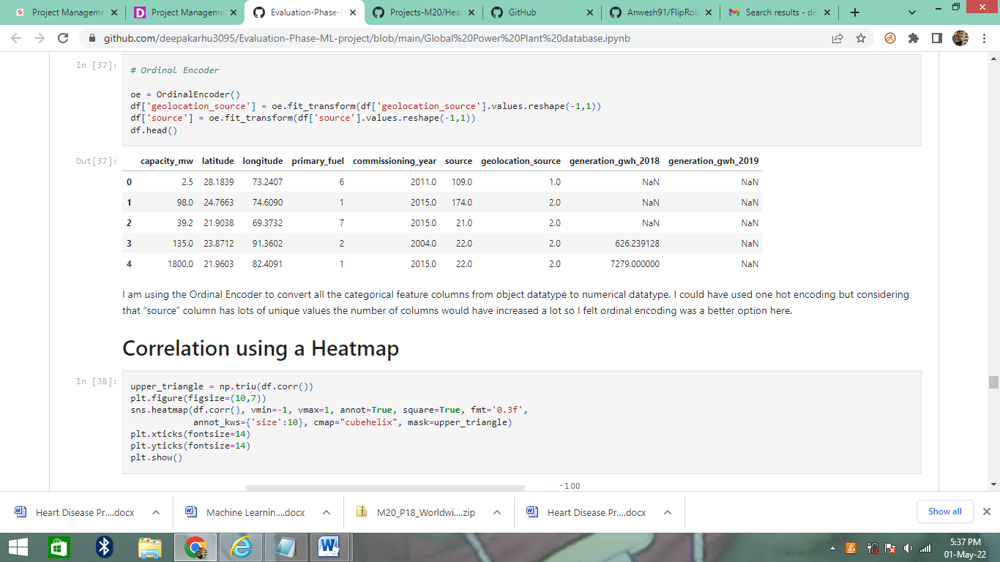 Project Manageme
Project Manageme
Evaluation-Phase-
Projects-M20/Hea
GitHub
Anwesh91/FlipRob
Search results - de
github.com/deepakarhu3095/Evaluation-Phase-ML-project/blob/main/Global%20Power%20Plant%20database.ipynb
In [37]:
# Ordinal Encoder
oe = OrdinalEncoder()
df['geolocation_source'] = oe.fit_transform(df['geolocation_source'].values.reshape(-1,1))
df['source'] = oe.fit_transform(df['source'].values.reshape(-1,1))
df.head()
Out[37]:
capacity_mw latitude longitude primary_fuel commissioning_year source geolocation_source generation_gwh_2018 generation_gwh_2019
0 2.5 28.1839 73.2407 6 2011.0 109.0 1.0 NaN NaN
1 98.0 24.7663 74.6090 1 2015.0 174.0 2.0 NaN NaN
2 39.2 21.9038 69.3732 7 2015.0 21.0 2.0 NaN NaN
3 135.0 23.8712 91.3602 2 2004.0 22.0 2.0 626.239128 NaN
4 1800.0 21.9603 82.4091 1 2015.0 22.0 2.0 7279.000000 NaN
I am using the Ordinal Encoder to convert all the categorical feature columns from object datatype to numerical datatype. I could have used one hot encoding but considering
that "source" column has lots of unique values the number of columns would have increased a lot so I felt ordinal encoding was a better option here.
Correlation using a Heatmap
In [38]:
upper_triangle = np.triu(df.corr())
plt.figure(figsize=(10,7))
sns.heatmap(df.corr(), vmin=-1, vmax=1, annot=True, square=True, fmt='0.3f',
annot_kws={'size':10}, cmap="cubehelix", mask=upper_triangle)
plt.xticks(fontsize=14)
plt.yticks(fontsize=14)
plt.show()
-1.00
Heart Disease Pr....docx
Machine Learnin....docx
M20_P18_Worldwi....zip
Heart Disease Pr....docx
Show all
5:37 PM
01-May-22